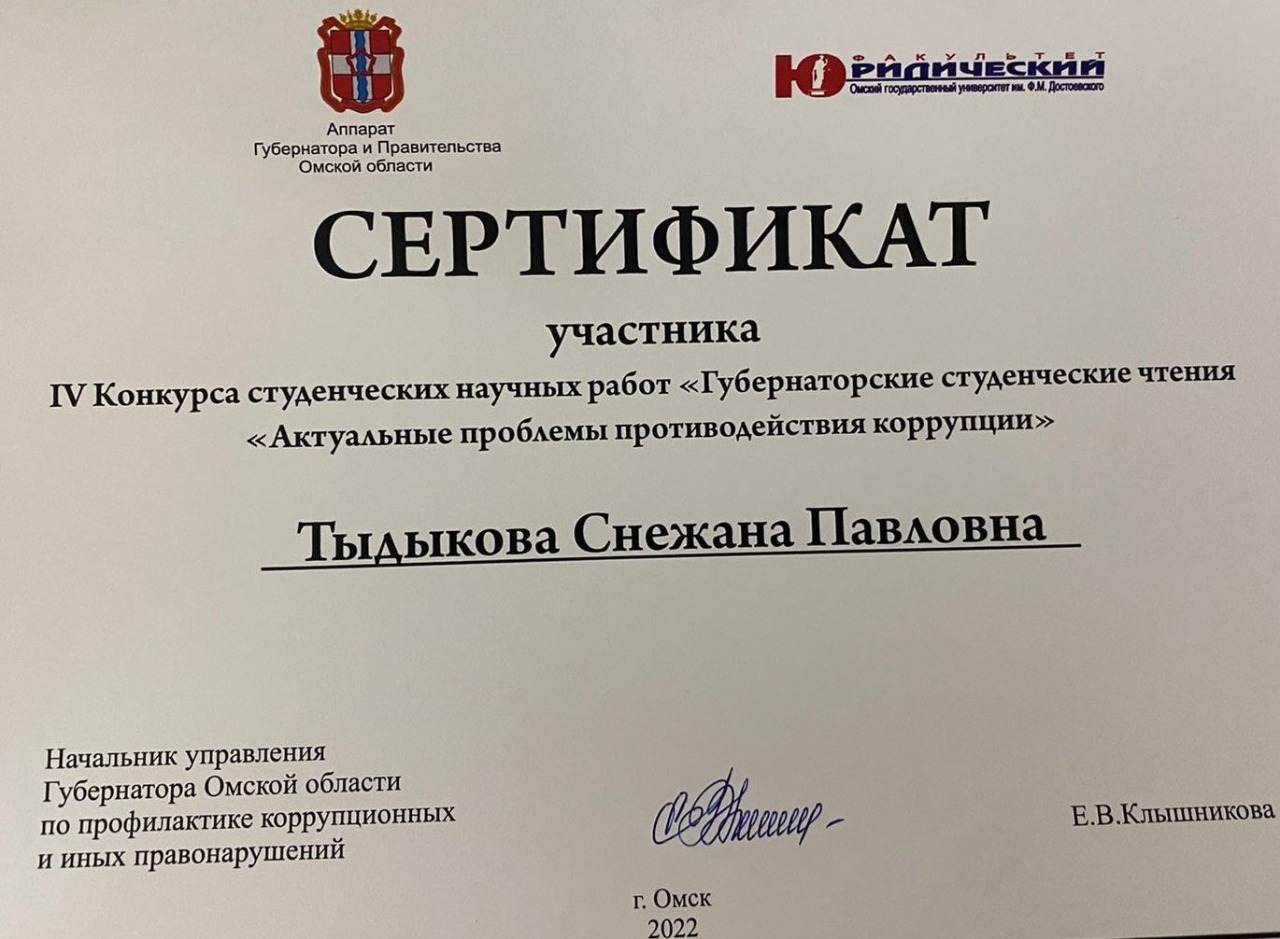 Аппарат
Губернатора и Правительства
Омской области
ФАКУЛЬТЕТ
ЮРИДИЧЕСКИЙ
Омский государственный университет им. Ф.М. Достоевского
СЕРТИФИКАТ
участника
IV Конкурса студенческих научных работ «Губернаторские студенческие чтения
«Актуальные проблемы противодействия коррупции»
Тыдыкова Снежана Павловна
Начальник управления
Губернатора Омской области
по профилактике коррупционных
и иных правонарушений
Е.В.Клышникова
г. Омск
2022